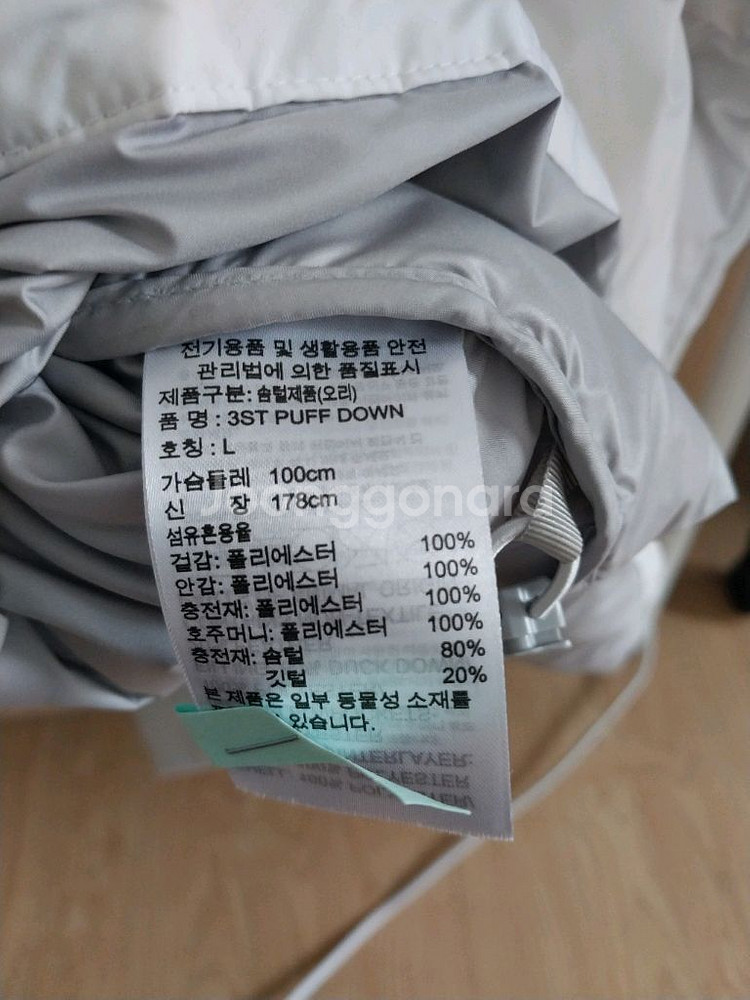 전기용품 및 생활용품 안전
관리법에 의한 품질표시
제품구분: 솜털제품(오리)
품 명 : 3ST PUFF DOWN
호칭 : L
가슴둘레 100cm
신 장 178cm
섬유혼용율
겉감: 폴리에스터 100%
안감: 폴리에스터 100%
충전재: 폴리에스터 100%
호주머니: 폴리에스터 100%
충전재: 솜털 80%
깃털 20%
본 제품은 일부 동물성 소재를
있습니다.
Joonggonara